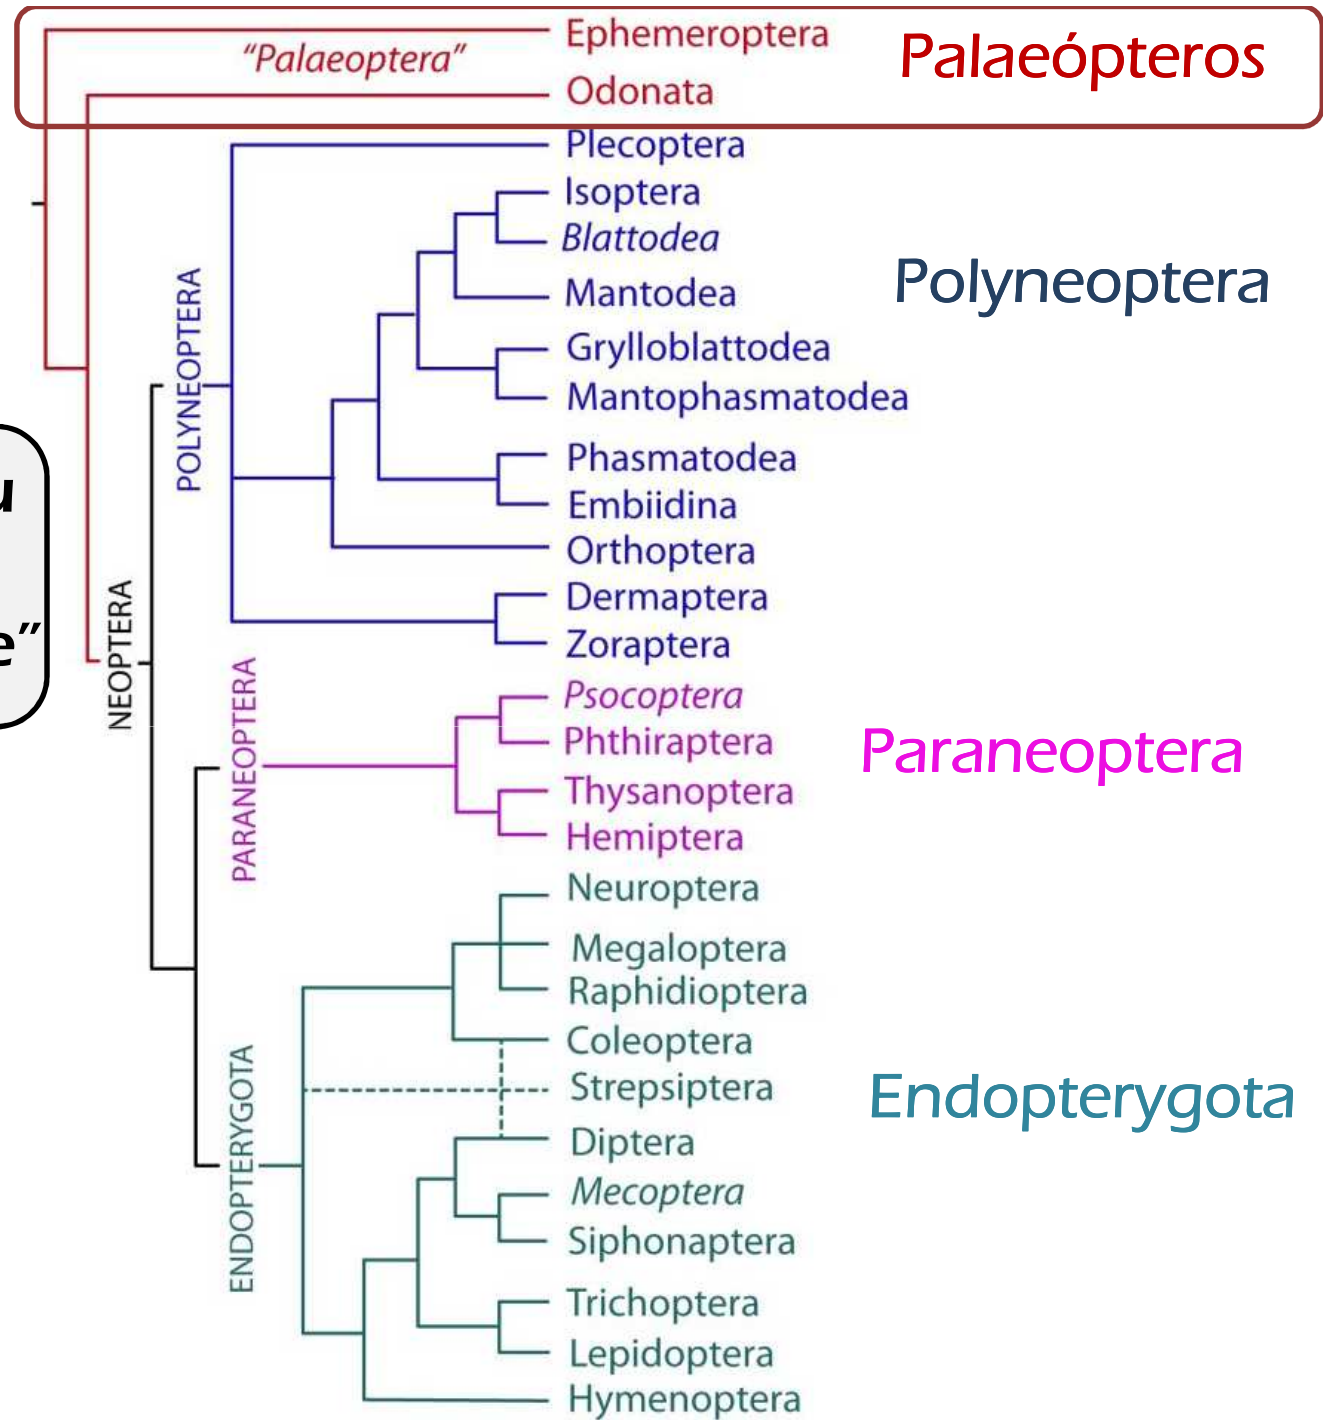 Ephemeroptera
"Palaeoptera"
Palaeópteros
Odonata
Plecoptera
Isoptera
Blattodea
Polyneoptera
Mantodea
POLYNEOPTERA
Grylloblattodea
Mantophasmatodea
Phasmatodea
u
Embiidina
Orthoptera
Dermaptera
e”
Zoraptera
NEOPTERA
Psocoptera
Phthiraptera
Paraneoptera
PARANEOPTERA
Thysanoptera
Hemiptera
Neuroptera
Megaloptera
Raphidioptera
Coleoptera
Strepsiptera
Endopterygota
Diptera
ENDOPTERYGOTA
Mecoptera
Siphonaptera
Trichoptera
Lepidoptera
Hymenoptera